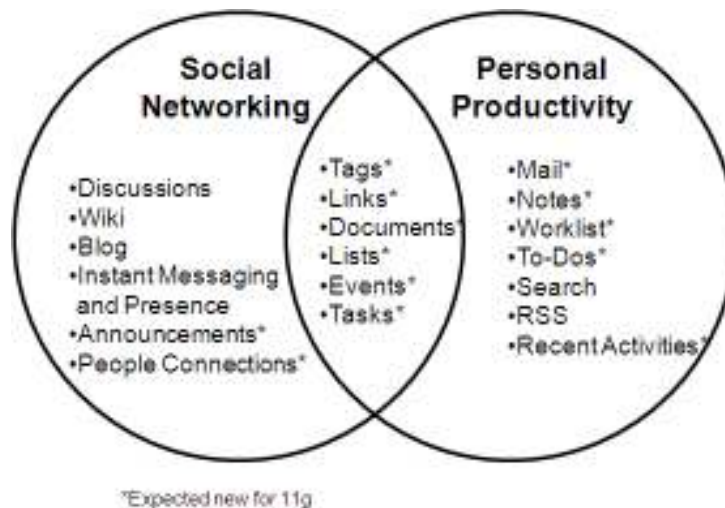 Social
Networking
•Discussions
•Wiki
•Blog
•Instant Messaging
and Presence
•Announcements*
•People Connections*
•Tags*
•Links*
•Documents*
•Lists*
•Events*
•Tasks*
Personal
Productivity
•Mail*
•Notes*
•Worklist*
•To-Dos*
•Search
•RSS
•Recent Activities*
*Expected new for 11g